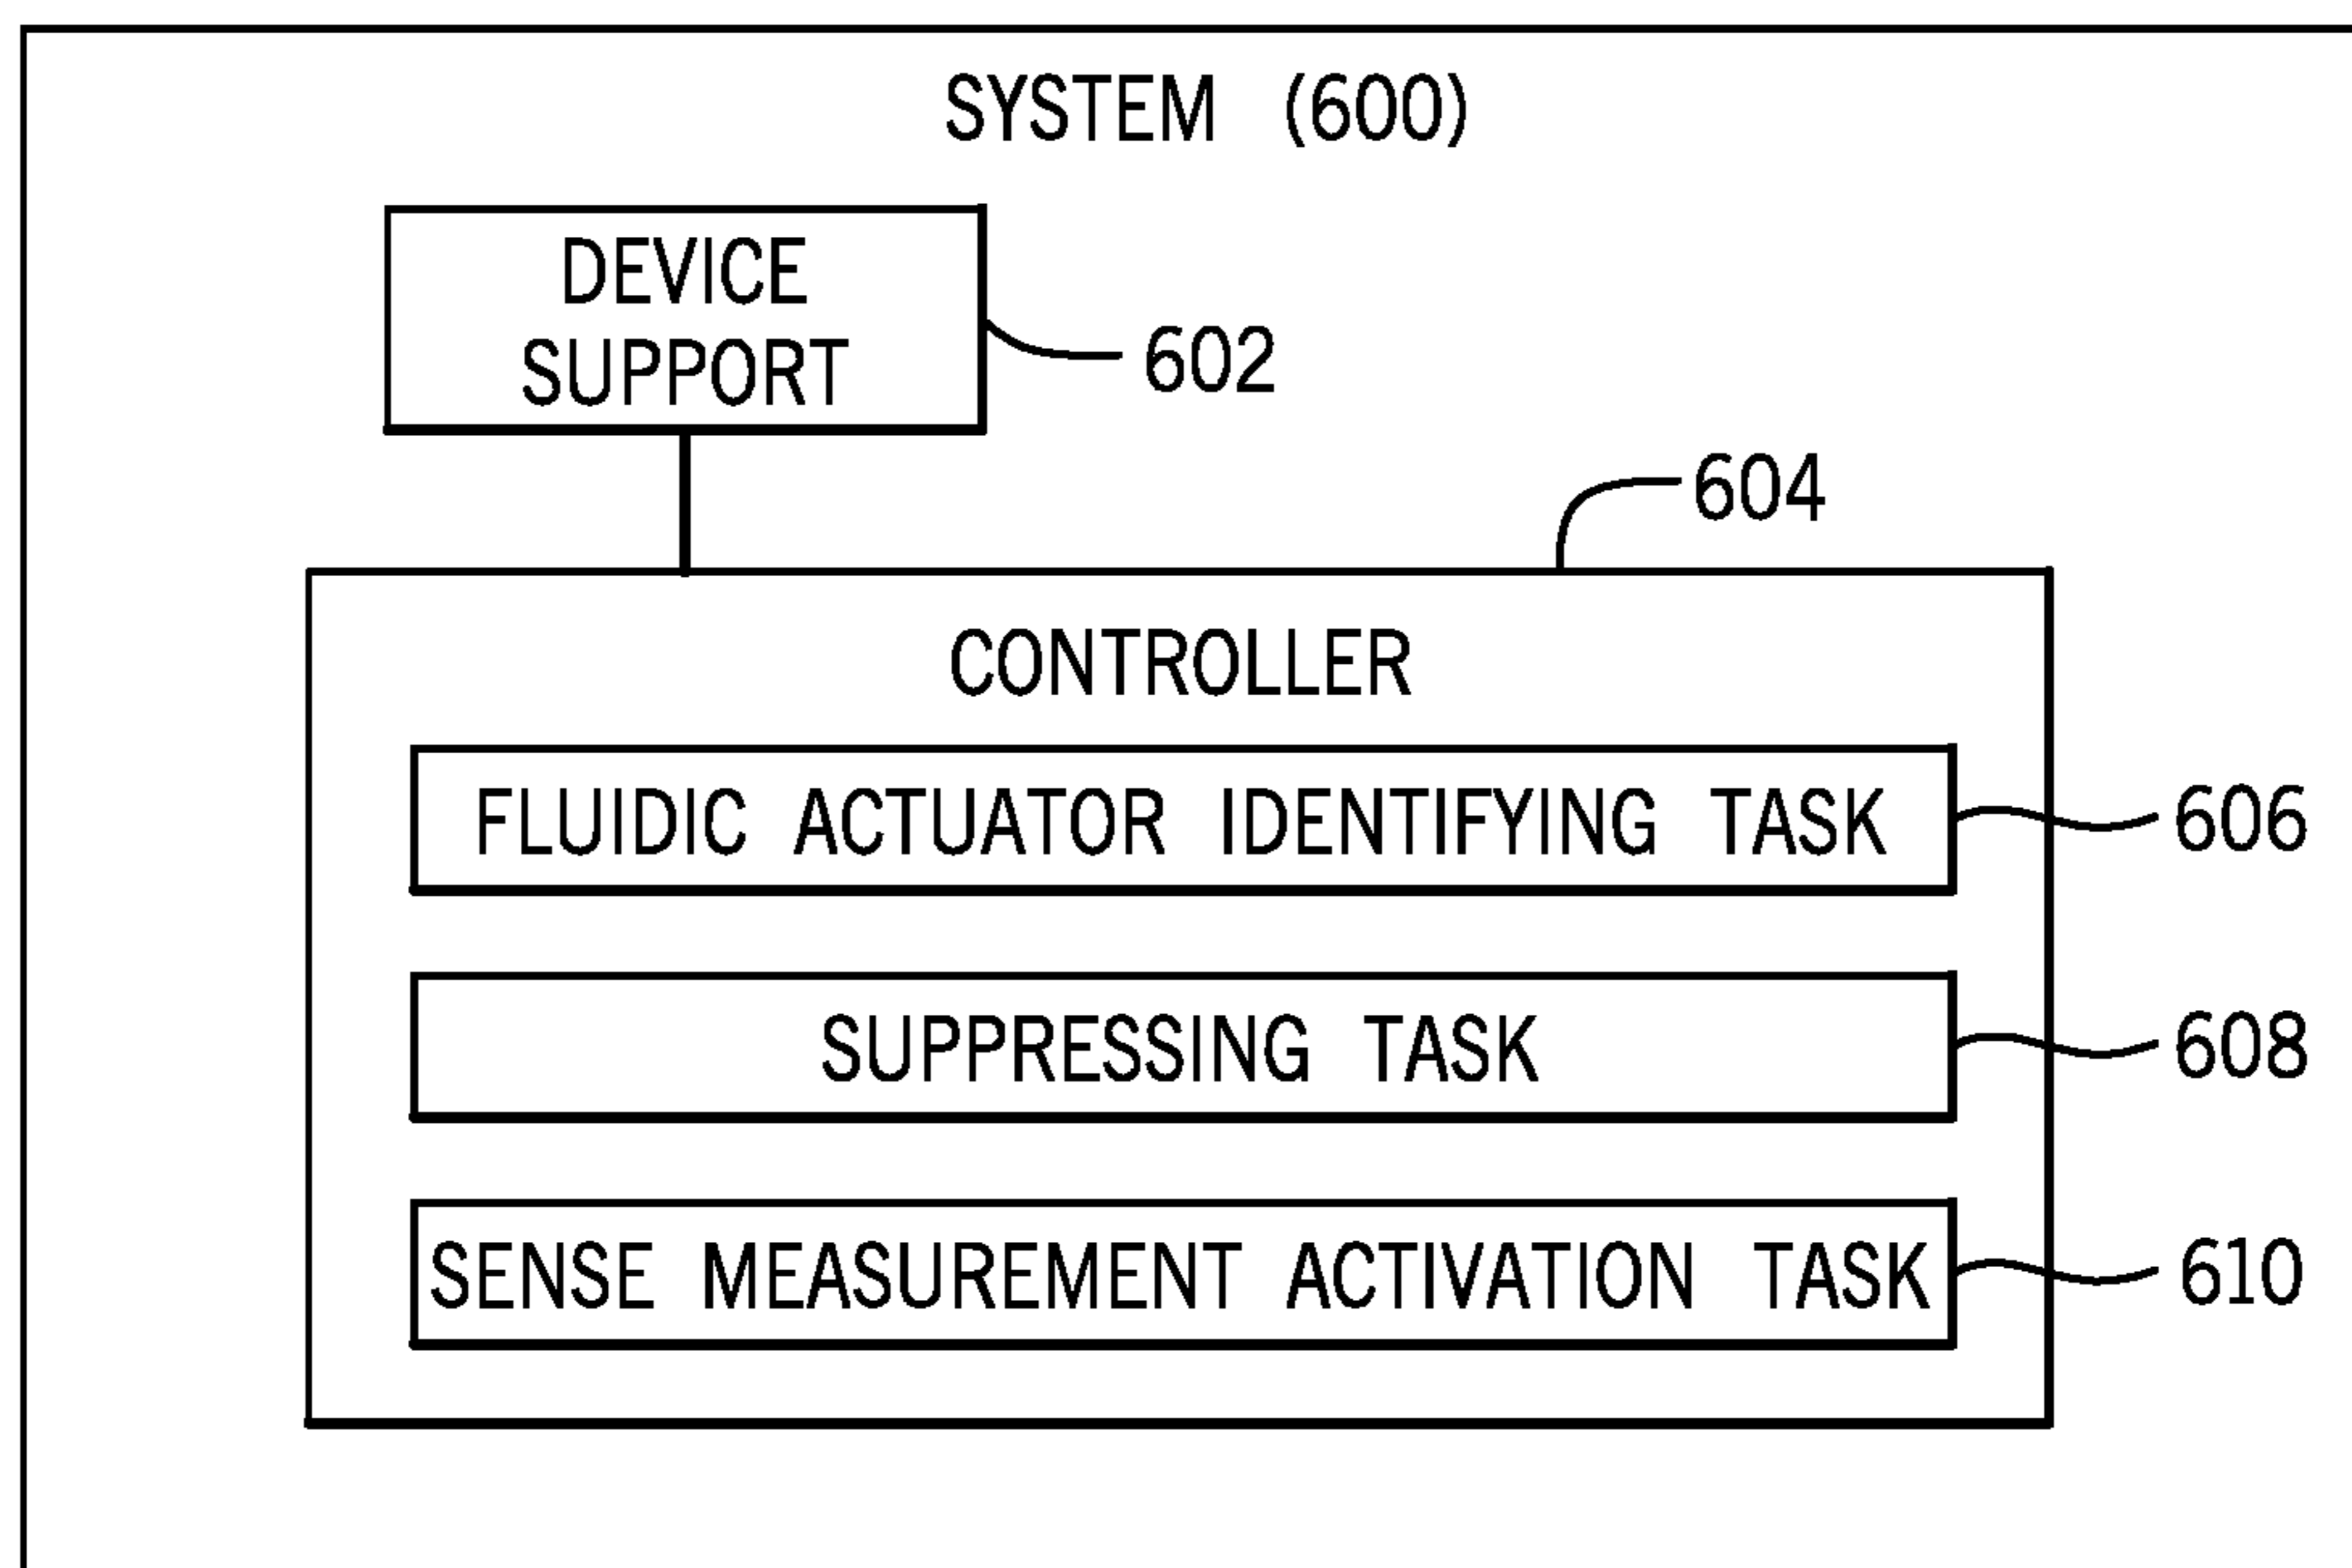 SYSTEM (600)
DEVICE
SUPPORT
602
604
CONTROLLER
FLUIDIC ACTUATOR IDENTIFYING TASK
606
SUPPRESSING TASK
608
SENSE MEASUREMENT ACTIVATION TASK
610